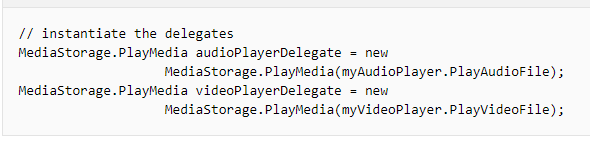 // instantiate the delegates
MediaStorage.PlayMedia audioPlayerDelegate = new
MediaStorage.PlayMedia(myAudioPlayer.PlayAudioFile);
MediaStorage.PlayMedia videoPlayerDelegate = new
MediaStorage.PlayMedia(myVideoPlayer.PlayVideoFile);